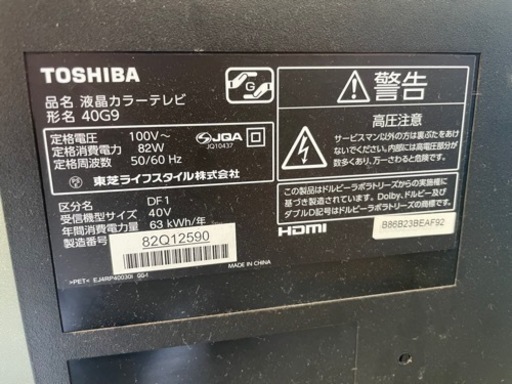 TOSHIBA
品名 液晶カラーテレビ
形名 40G9
定格電圧 100V～
定格消費電力 82W
定格周波数 50/60 Hz
JQA
JQ10437
東芝ライフスタイル株式会社
区分名 DF1
受信機型サイズ 40V
年間消費電力量 63 kWh/年
製造番号 82Q12590
MADE IN CHINA
警告
高圧注意
サービスマン以外の方は裏ぶたをあけ
ないでください。内部には高電圧部分が
数多くあり、万一さわると危険です。
この製品はドルビーラボラトリーズからの実施権に
基づき製造されています。Dolby、ドルビー及び
ダブルD記号はドルビーラボラトリーズの商標です。
HDMI
B86B23BEAF92